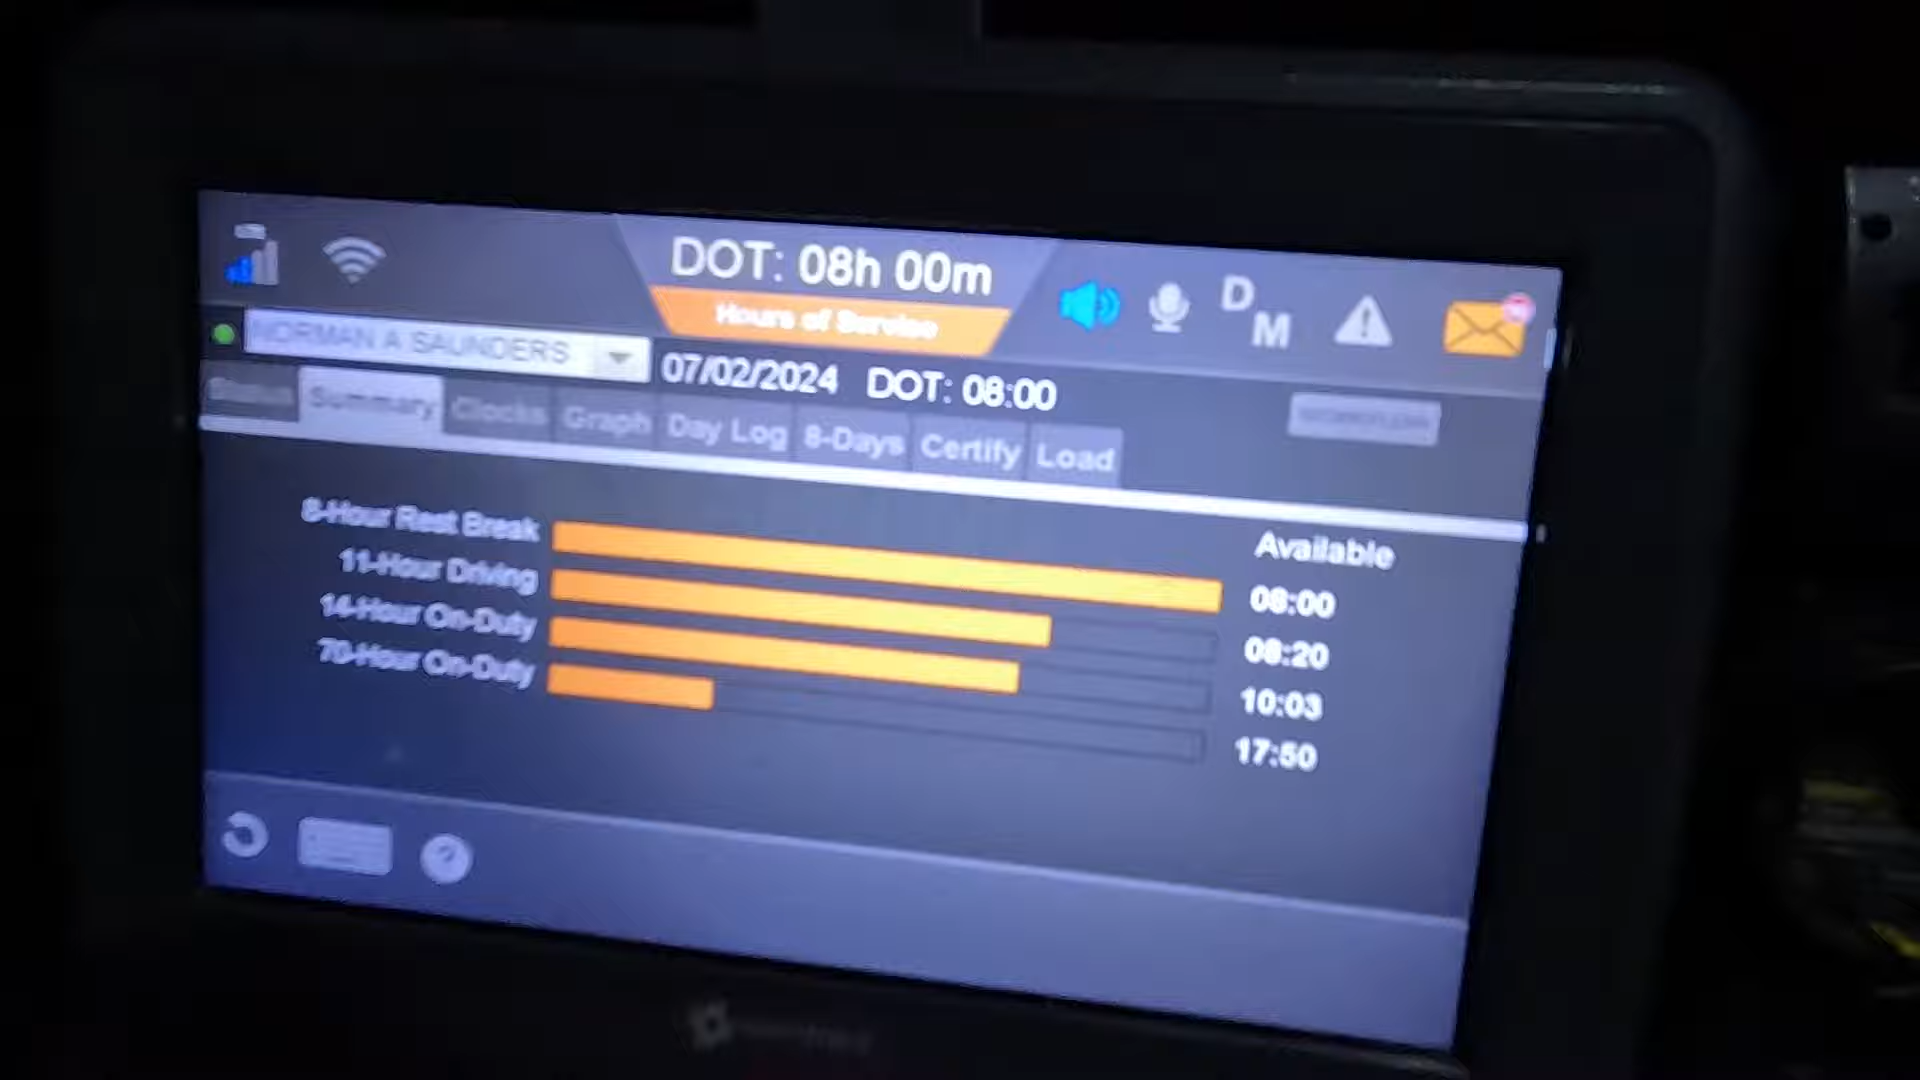 DOT: 08h 00m
Hours of Service
D M
NORMAN A SAUNDERS
07/02/2024 DOT: 08:00
Status Summary Clocks Graph Day Log 8-Days Certify Load
Available
8-Hour Rest Break 08:00
11-Hour Driving 08:20
14-Hour On-Duty 10:03
70-Hour On-Duty 17:50
?